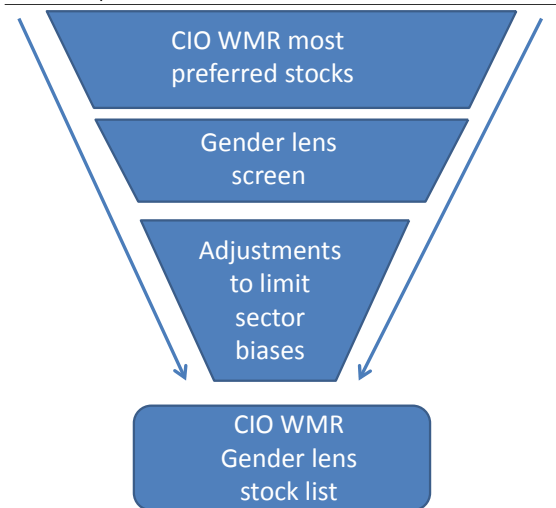 CIO WMR most
preferred stocks
Gender lens
screen
Adjustments
to limit
sector
biases
CIO WMR
Gender lens
stock list